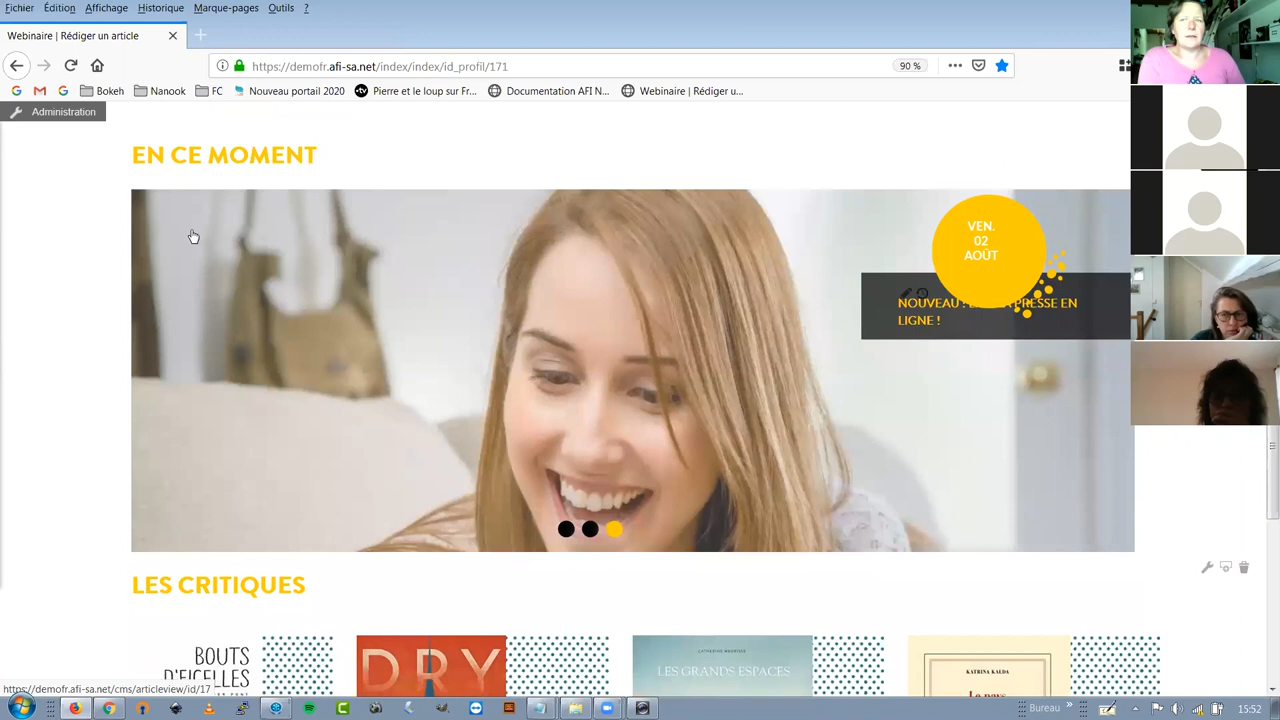 Fichier Édition Affichage Historique Marque-pages Outils ?
Webinaire | Rédiger un article
https://demofr.afi-sa.net/index/index/id_profil/171
90 %
Bokeh Nanook FC Nouveau portail 2020 Pierre et le loup sur Fr... Documentation AFI N... Webinaire | Rédiger u...
Administration
EN CE MOMENT
VEN.
02
AOÛT
NOUVEAU : PRESSE EN
LIGNE !
LES CRITIQUES
BOUTS
D'FICELLES
DRY
CATHERINE MEURISSE
LES GRANDS ESPACES
KATRINA KALDA
Le pays
https://demofr.afi-sa.net/cms/articleview/id/17
Bureau
15:52